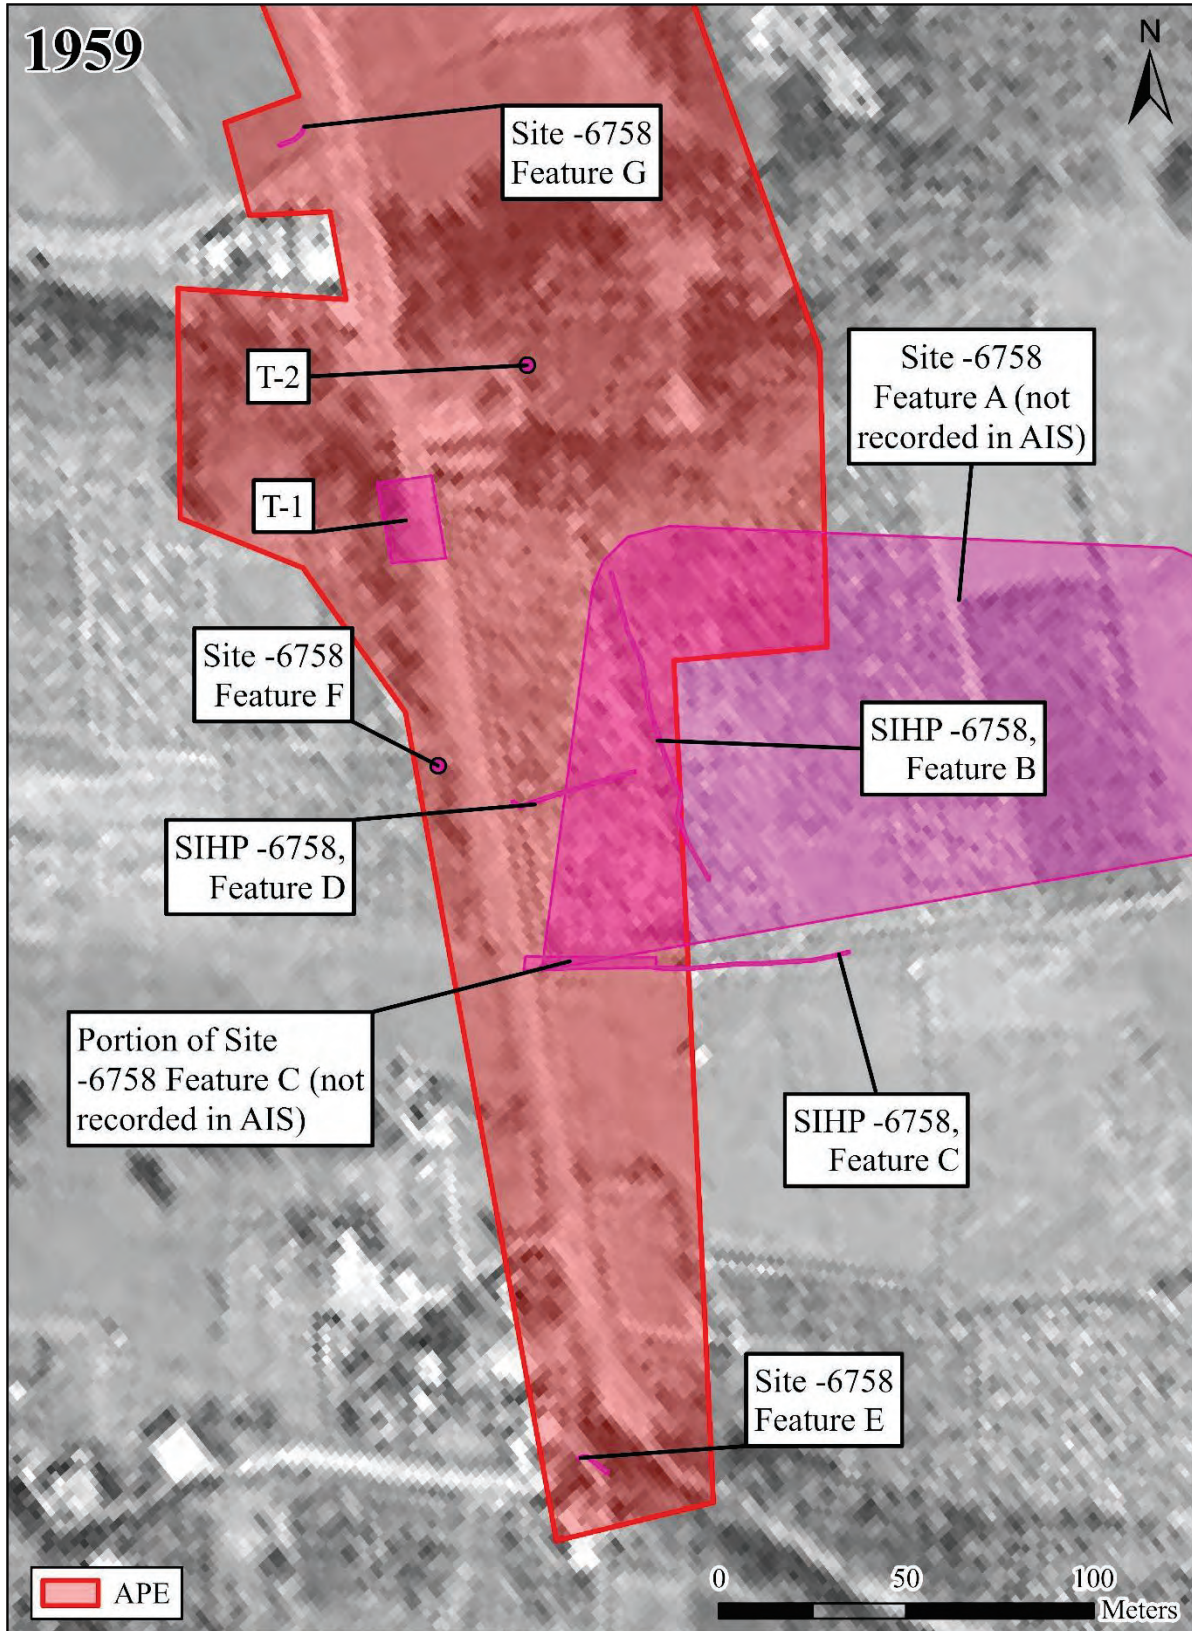 1959
N
Site -6758
Feature G
T-2
Site -6758
Feature A (not
recorded in AIS)
T-1
Site -6758
Feature F
SIHP -6758,
Feature B
SIHP -6758,
Feature D
Portion of Site
-6758 Feature C (not
recorded in AIS)
SIHP -6758,
Feature C
Site -6758
Feature E
APE
0 50 100
Meters